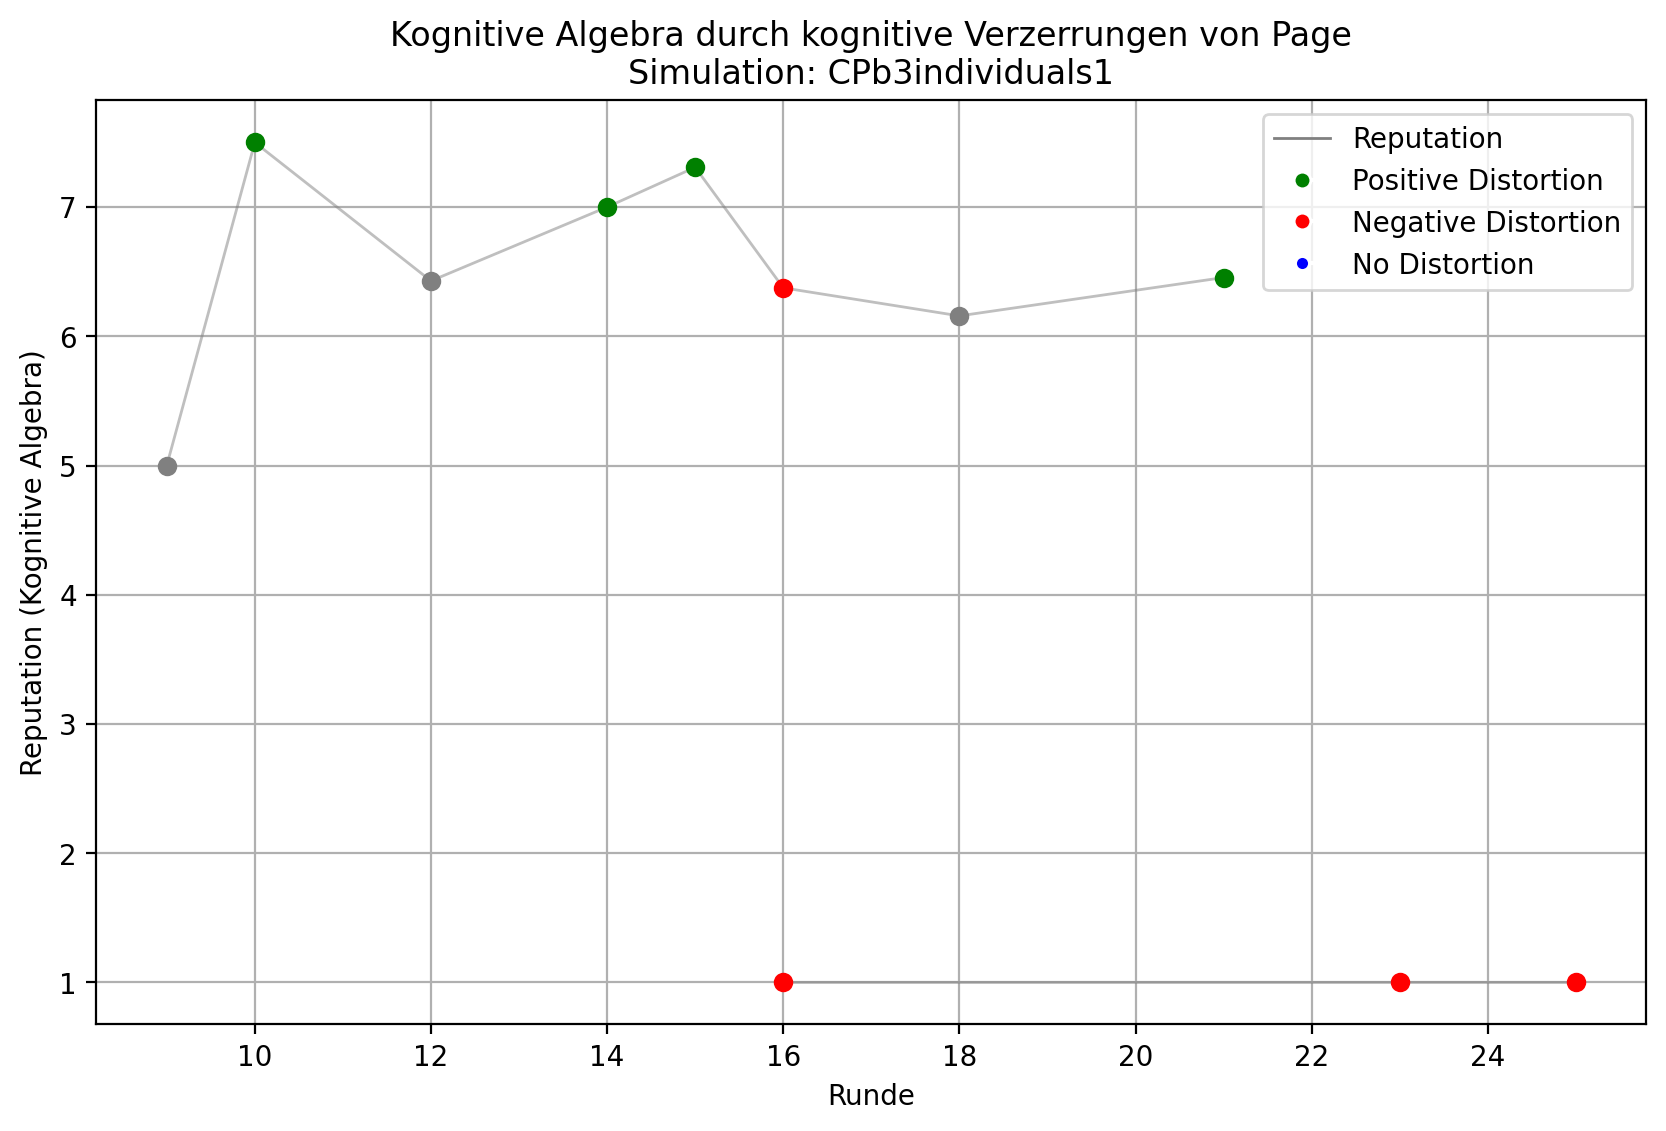 Kognitive Algebra durch kognitive Verzerrungen von Page
Simulation: CPb3individuals1
Reputation
Positive Distortion
Negative Distortion
No Distortion
Reputation (Kognitive Algebra)
7
6
5
4
3
2
1
10 12 14 16 18 20 22 24
Runde